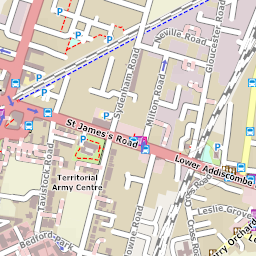 Neville Road
Gloucester Road
Sydenham Road
Milton Road
St James's Road
Lower Addiscombe
Tavistock Road
Territorial
Army Centre
Cross Road
Leslie Grove
Bedford Park